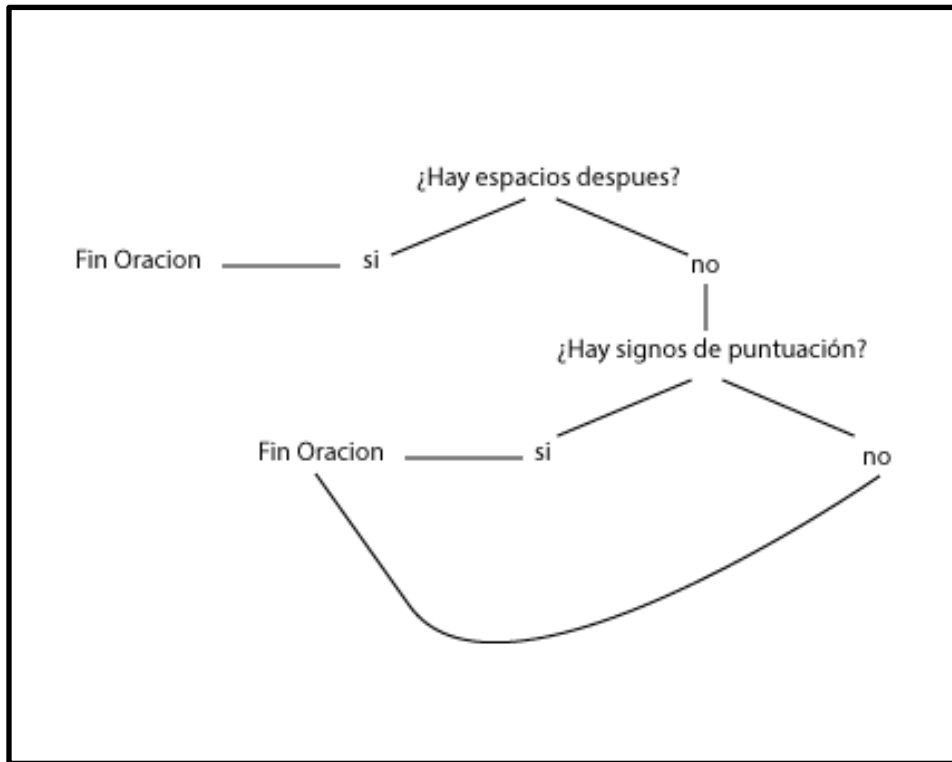 ¿Hay espacios despues?
Fin Oracion
si
no
¿Hay signos de puntuación?
Fin Oracion
si
no